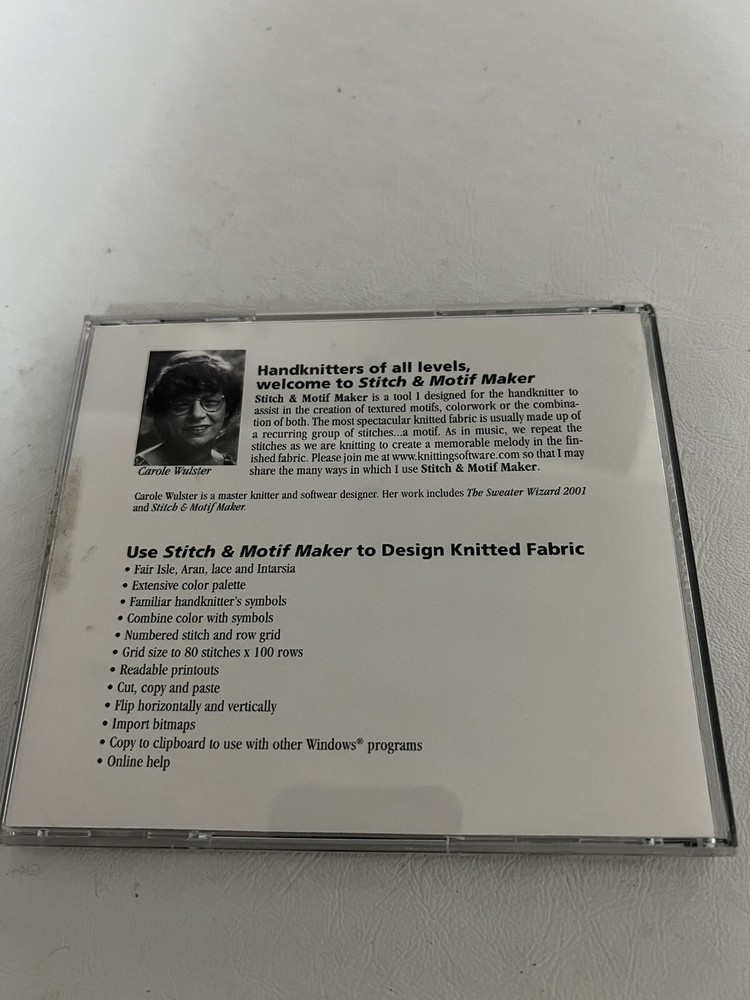 Handknitters of all levels,
welcome to Stitch & Motif Maker
Stitch & Motif Maker is a tool I designed for the handknitter to
assist in the creation of textured motifs, colorwork or the combina-
tion of both. The most spectacular knitted fabric is usually made up of
a recurring group of stitches...a motif. As in music, we repeat the
stitches as we are knitting to create a memorable melody in the fin-
ished fabric. Please join me at www.knittingsoftware.com so that I may
share the many ways in which I use Stitch & Motif Maker.
Carole Wulster
Carole Wulster is a master knitter and softwear designer. Her work includes The Sweater Wizard 2001
and Stitch & Motif Maker.
Use Stitch & Motif Maker to Design Knitted Fabric
• Fair Isle, Aran, lace and Intarsia
• Extensive color palette
• Familiar handknitter's symbols
• Combine color with symbols
• Numbered stitch and row grid
• Grid size to 80 stitches x 100 rows
• Readable printouts
• Cut, copy and paste
• Flip horizontally and vertically
• Import bitmaps
• Copy to clipboard to use with other Windows® programs
• Online help